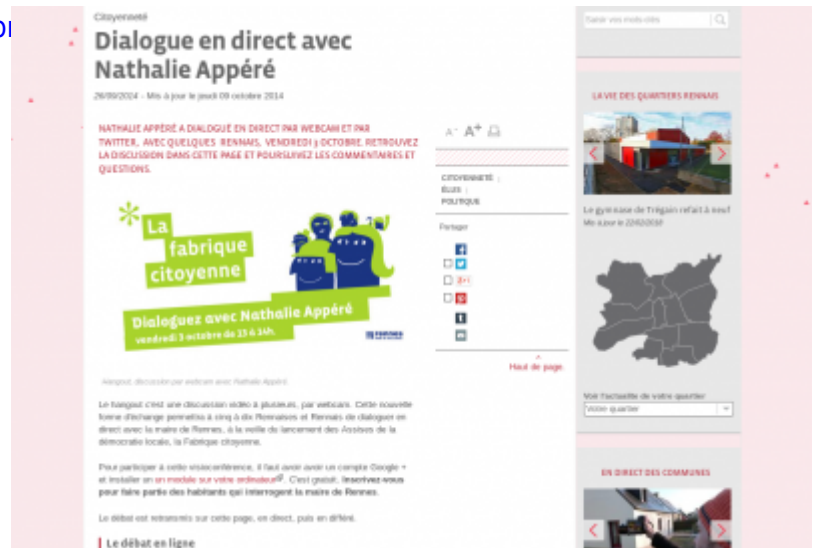 Citoyenneté
Dialogue en direct avec
Nathalie Appéré
26/09/2014 - Mis à jour le jeudi 09 octobre 2014
NATHALIE APPÉRÉ A DIALOGUÉ EN DIRECT PAR WEBCAM ET PAR
TWITTER, AVEC QUELQUES RENNAIS, VENDREDI 3 OCTOBRE. RETROUVEZ
LA DISCUSSION DANS CETTE PAGE ET POURSUIVEZ LES COMMENTAIRES ET
QUESTIONS.
La
fabrique
citoyenne
Dialoguez avec Nathalie Appéré
vendredi 3 octobre de 13 à 14h.
rennes
Hangout, discussion par webcam avec Nathalie Appéré.
Le hangout c'est une discussion vidéo à plusieurs, par webcam. Cette nouvelle
forme d'échange permettra à cinq à dix Rennaises et Rennais de dialoguer en
direct avec la maire de Rennes, à la veille du lancement des Assises de la
démocratie locale, la Fabrique citoyenne.
Pour participer à cette visioconférence, il faut avoir avoir un compte Google +
et installer un un module sur votre ordinateur. C'est gratuit. Inscrivez-vous
pour faire partie des habitants qui interrogent la maire de Rennes.
Le débat est retransmis sur cette page, en direct, puis en différé.
Le débat en ligne
A- A+
CITOYENNETÉ |
ÉLUS |
POLITIQUE
Partager
Haut de page
Saisir vos mots-clés
LA VIE DES QUARTIERS RENNAIS
Le gymnase de Trégain refait à neuf
Mis à jour le 22/02/2018
Voir l'actualité de votre quartier
Votre quartier
EN DIRECT DES COMMUNES